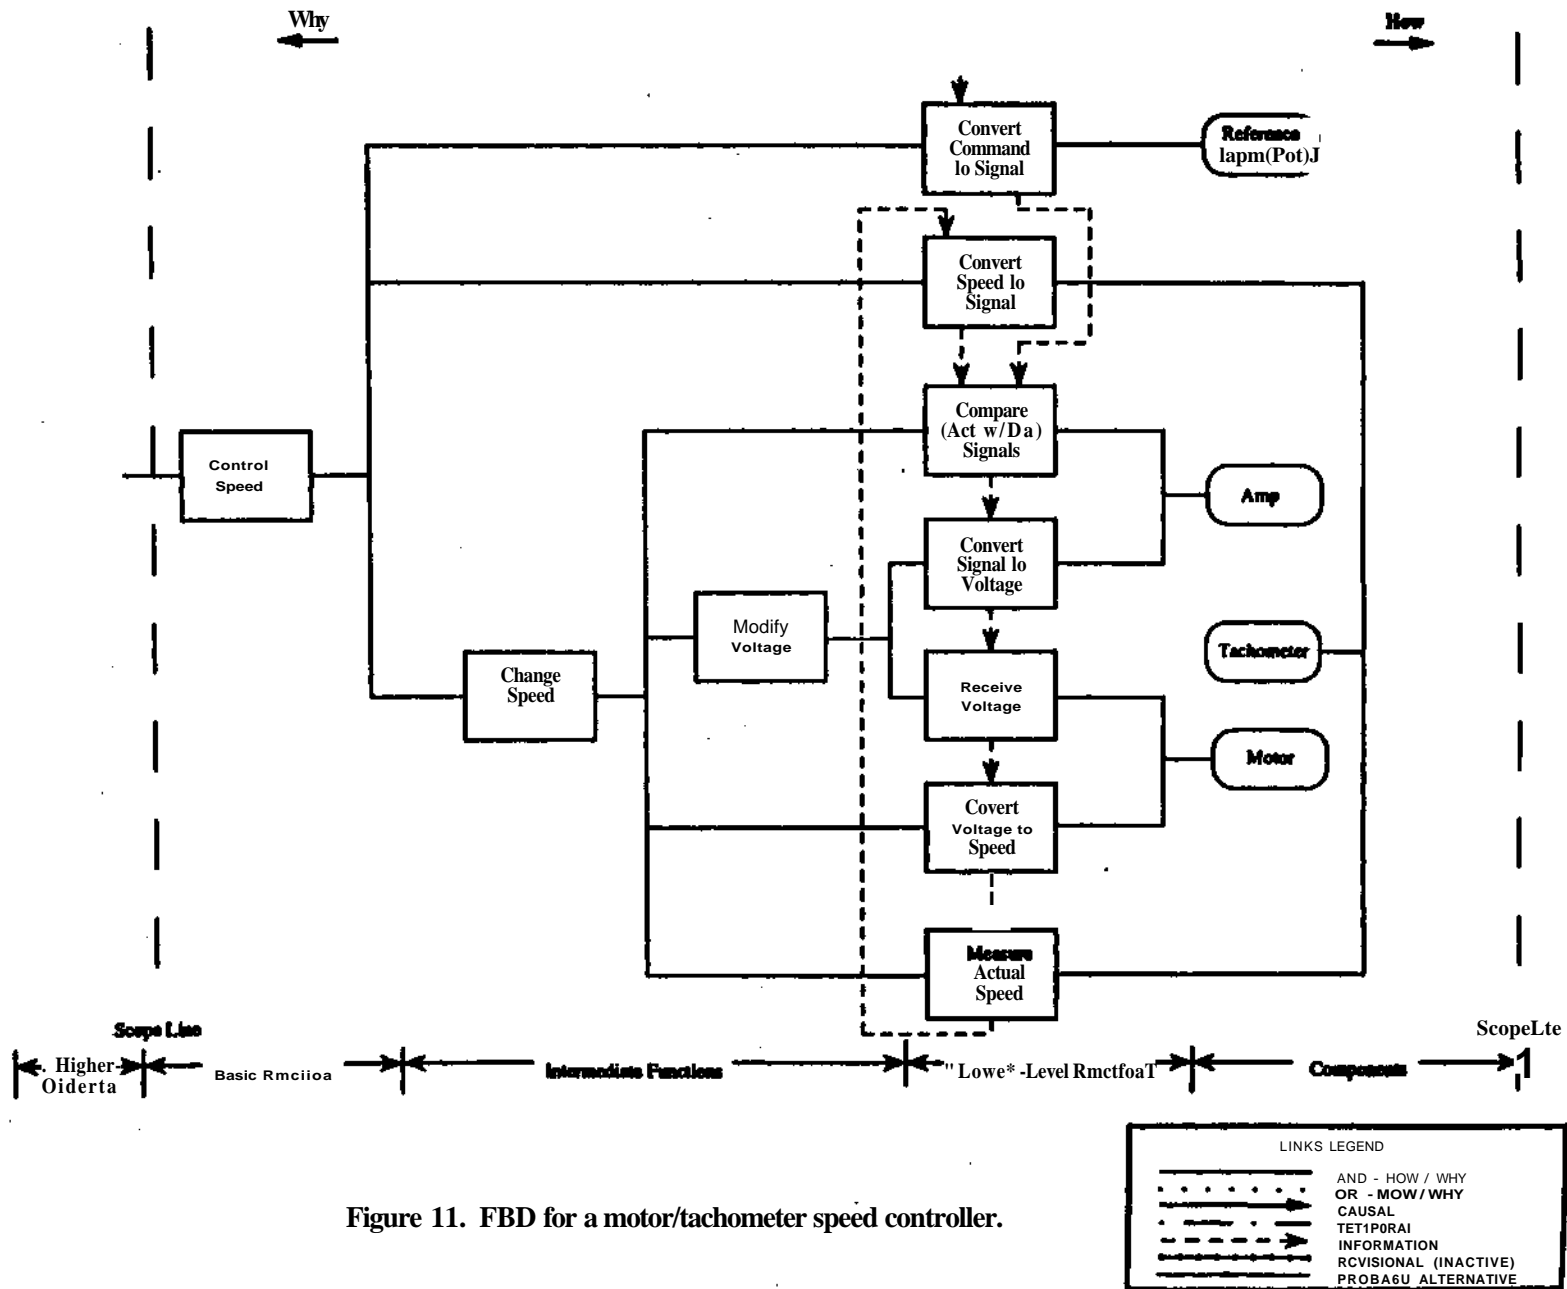 Why
How
Convert
Command
lo Signal
Reference
lapm(Pot)J
Convert
Speed lo
Signal
Compare
(Act w/Da)
Signals
Control
Speed
Amp
Convert
Signal lo
Voltage
Modify
Voltage
Tachometer
Change
Speed
Receive
Voltage
Motor
Covert
Voltage to
Speed
Measure
Actual
Speed
Scope Line
ScopeLte
. Higher-
Oiderta
Basic Rmciioa
Intermediate Functions
"Lowe* -Level RmctfoaT
Components
1
LINKS LEGEND
AND - HOW / WHY
OR - MOW / WHY
CAUSAL
TET1P0RAI
INFORMATION
RCVISIONAL (INACTIVE)
PROBA6U ALTERNATIVE
Figure 11. FBD for a motor/tachometer speed controller.